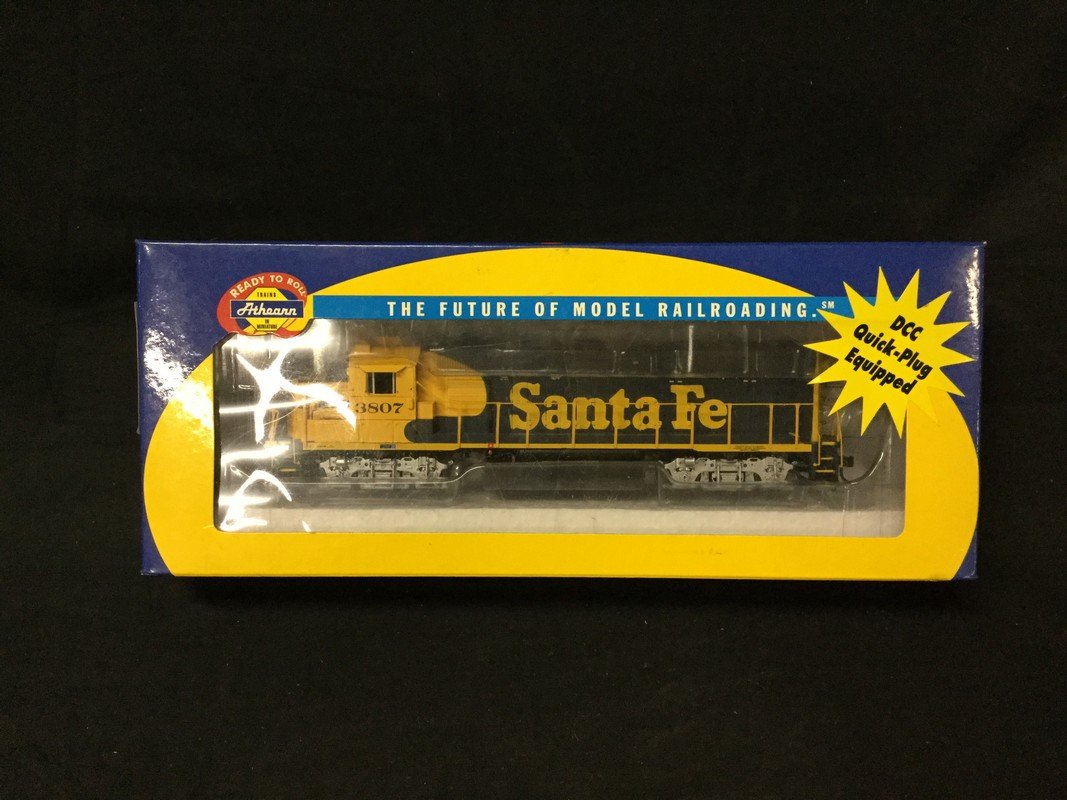 READY TO ROLL
TRAINS
Athearn
IN
MINIATURE
THE FUTURE OF MODEL RAILROADING.SM
DCC
Quick-Plug
Equipped
3807
Santa Fe